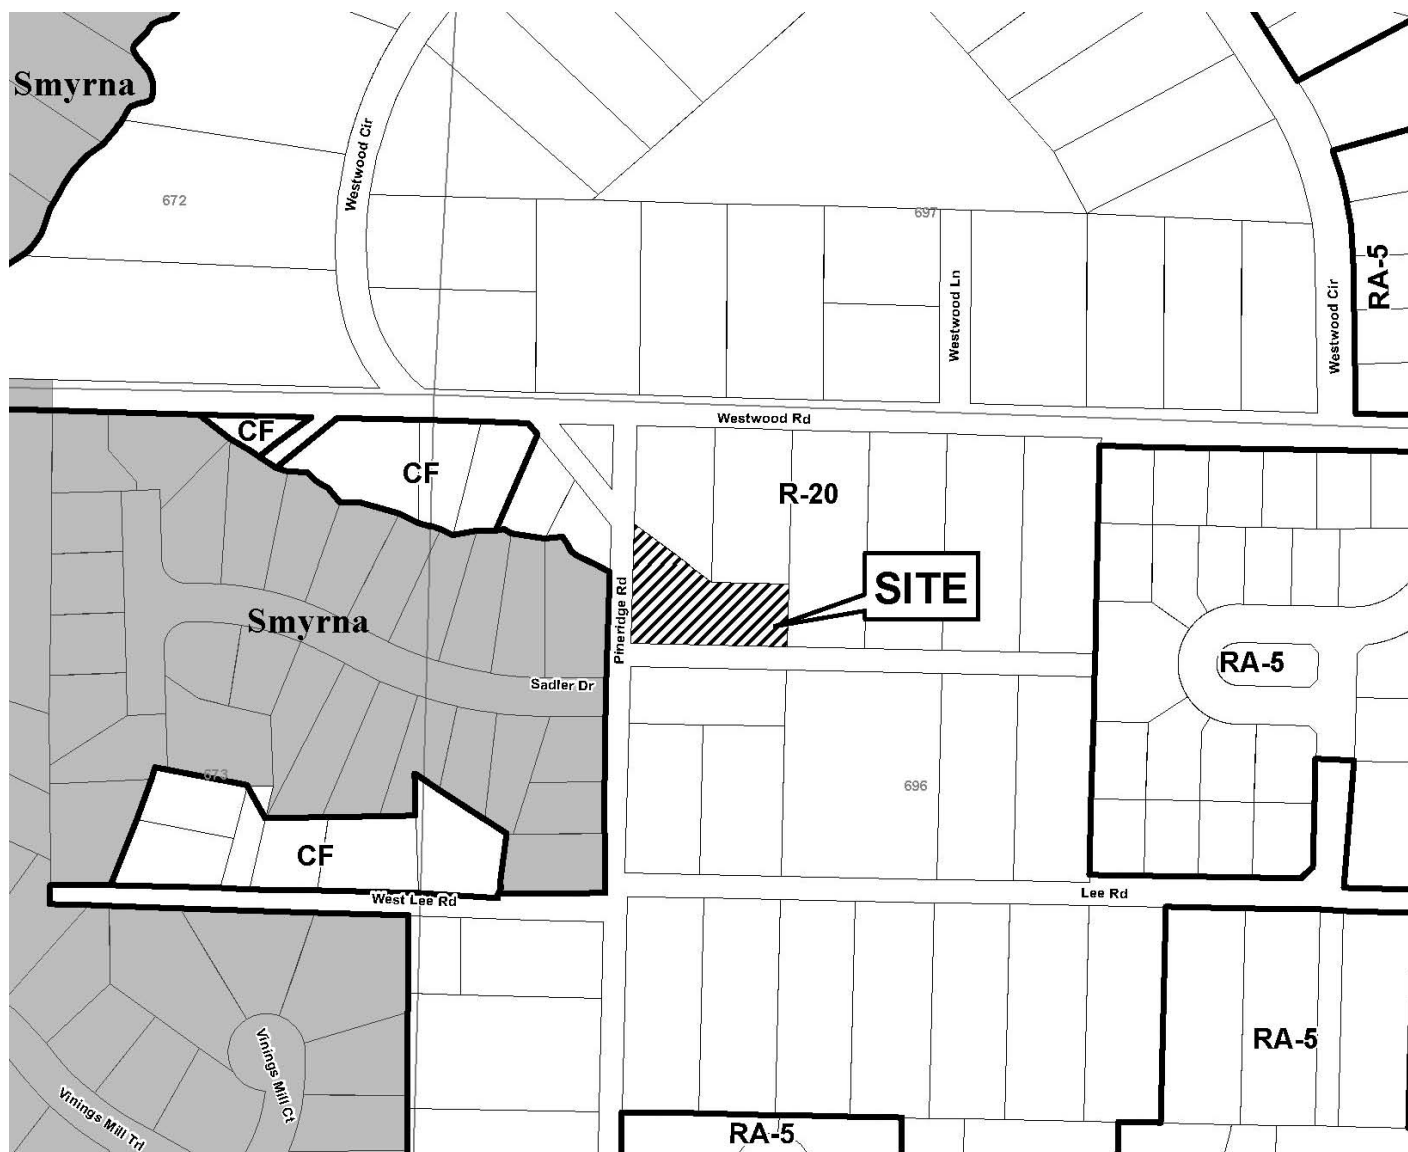 Smyrna
Westwood Cir
672
697
RA-5
Westwood Ln
Westwood Cir
Westwood Rd
CF
CF
R-20
SITE
Pineridge Rd
Smyrna
RA-5
Sadler Dr
673
696
CF
West Lee Rd
Lee Rd
Vinings Mill Ct
RA-5
Vinings Mill Trl
RA-5